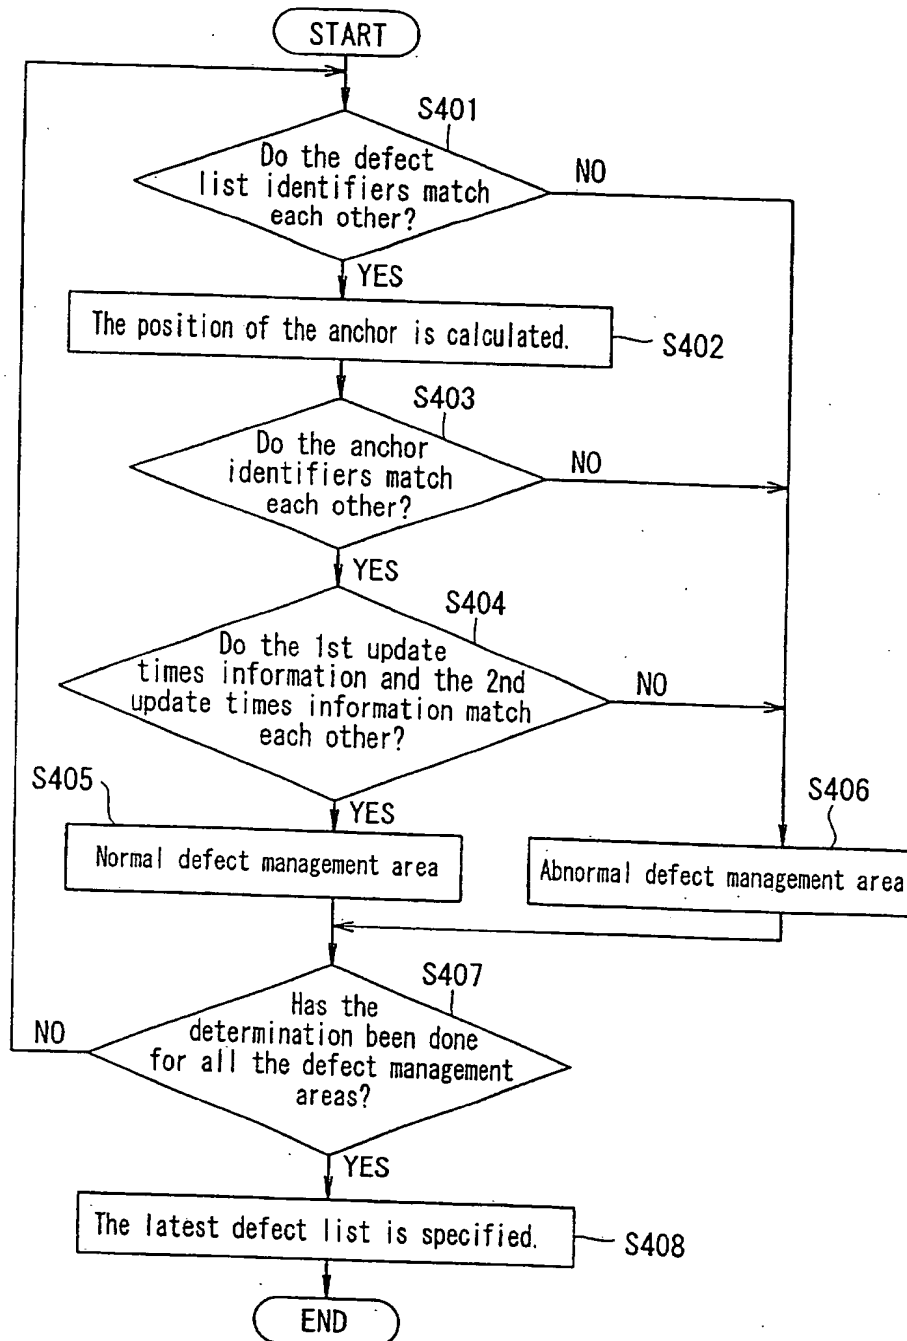 START
S401
Do the defect
list identifiers match
each other?
NO
YES
The position of the anchor is calculated.
S402
S403
Do the anchor
identifiers match
each other?
NO
YES
S404
Do the 1st update
times information and the 2nd
update times information match
each other?
NO
S405
YES
S406
Normal defect management area
Abnormal defect management area
S407
Has the
determination been done
for all the defect management
areas?
NO
YES
The latest defect list is specified.
S408
END